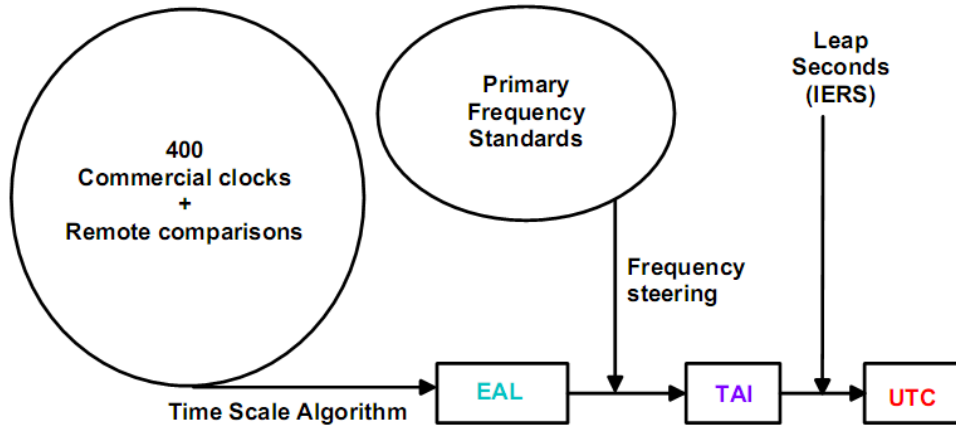 400
Commercial clocks
+
Remote comparisons
Primary
Frequency
Standards
Leap
Seconds
(IERS)
Frequency
steering
Time Scale Algorithm
EAL
TAI
UTC